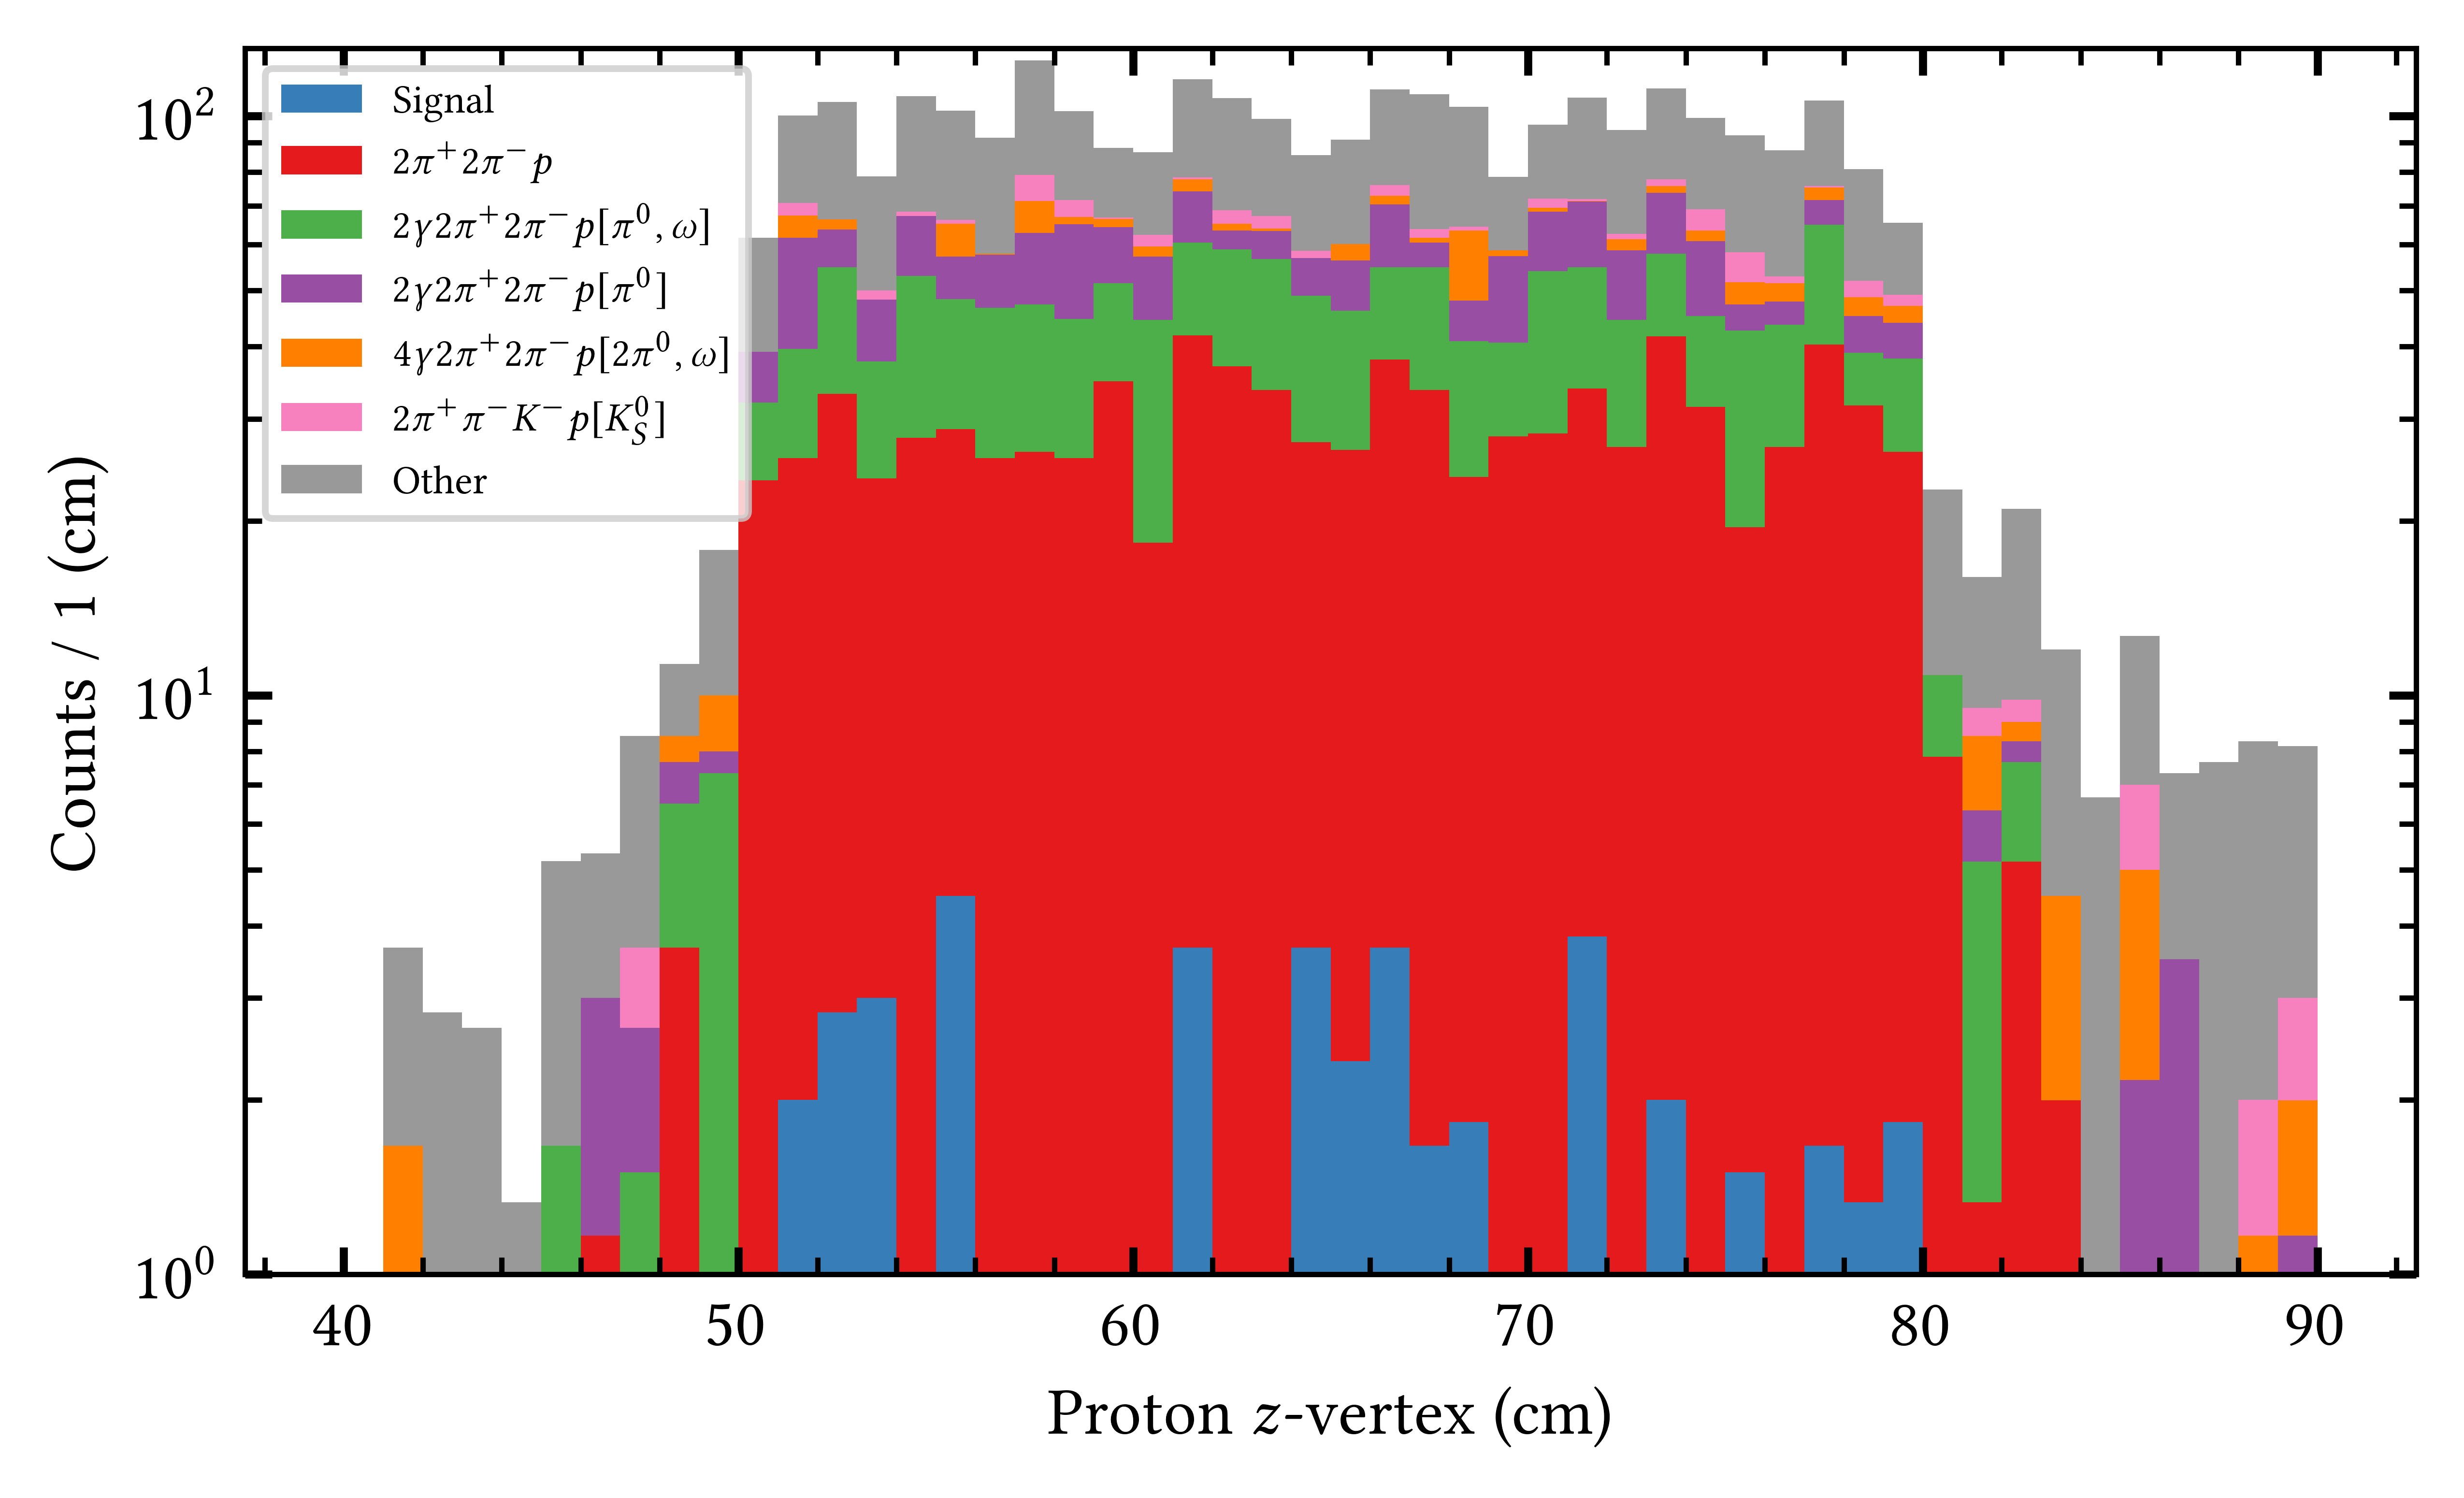 Counts / 1 (cm)
10²
10¹
10⁰
Signal
2π⁺2π⁻p
2γ2π⁺2π⁻p[π⁰, ω]
2γ2π⁺2π⁻p[π⁰]
4γ2π⁺2π⁻p[2π⁰, ω]
2π⁺π⁻K⁻p[K⁰_S]
Other
40 50 60 70 80 90
Proton z-vertex (cm)